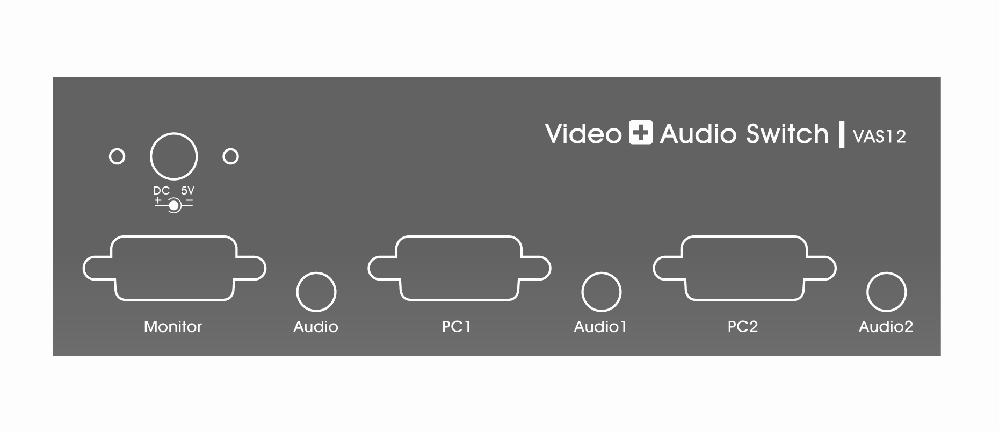 Video + Audio Switch | VAS12
DC 5V
+ −
Monitor Audio PC1 Audio1 PC2 Audio2